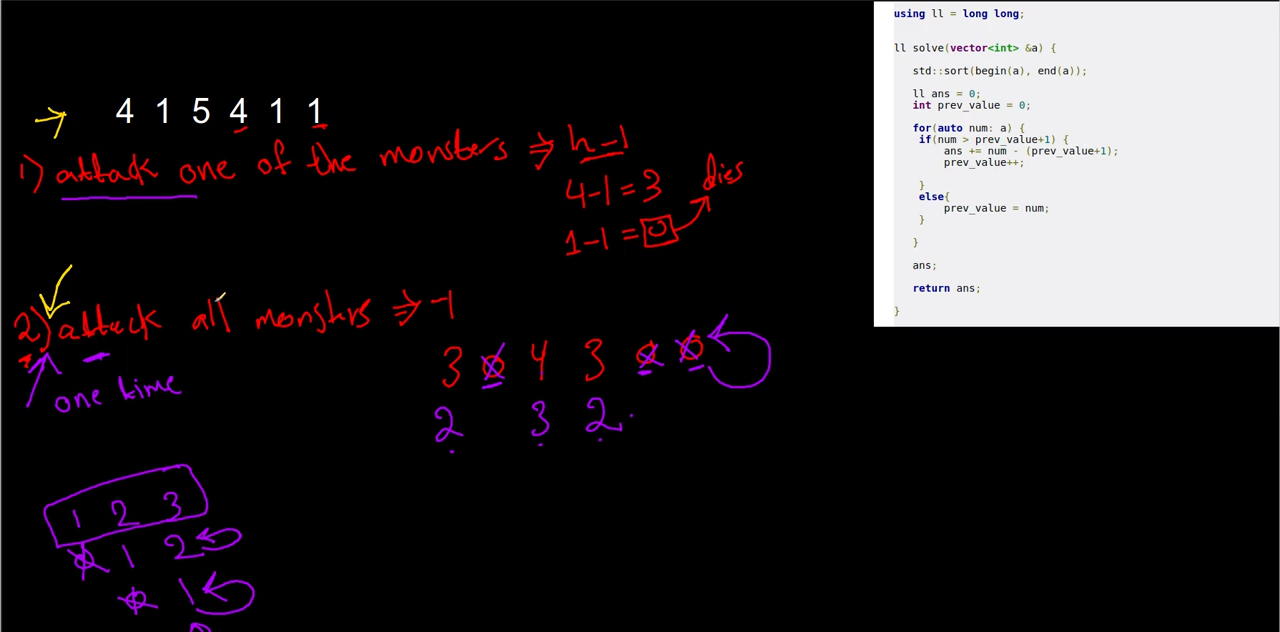 4 1 5 4 1 1
1) attack one of the monsters ⇒ h-1
4-1=3
dies
1-1=0
2) attack all monsters ⇒ -1
one time
3 0 4 3 0 0
2 3 2
1 2 3
0 1 2
0 1
using ll = long long;
ll solve(vector<int> &a) {
std::sort(begin(a), end(a));
ll ans = 0;
int prev_value = 0;
for(auto num: a) {
if(num > prev_value+1) {
ans += num - (prev_value+1);
prev_value++;
}
else{
prev_value = num;
}
}
ans;
return ans;
}